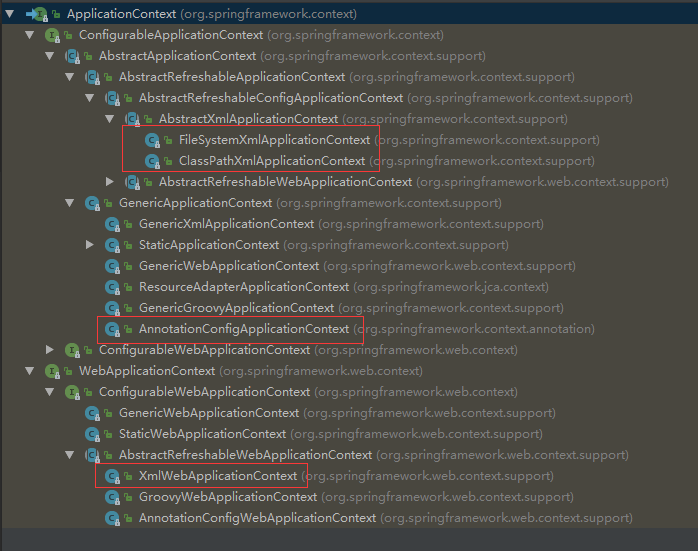 ApplicationContext (org.springframework.context)
ConfigurableApplicationContext (org.springframework.context)
AbstractApplicationContext (org.springframework.context.support)
AbstractRefreshableApplicationContext (org.springframework.context.support)
AbstractRefreshableConfigApplicationContext (org.springframework.context.support)
AbstractXmlApplicationContext (org.springframework.context.support)
FileSystemXmlApplicationContext (org.springframework.context.support)
ClassPathXmlApplicationContext (org.springframework.context.support)
AbstractRefreshableWebApplicationContext (org.springframework.web.context.support)
GenericApplicationContext (org.springframework.context.support)
GenericXmlApplicationContext (org.springframework.context.support)
StaticApplicationContext (org.springframework.context.support)
GenericWebApplicationContext (org.springframework.web.context.support)
ResourceAdapterApplicationContext (org.springframework.jca.context)
GenericGroovyApplicationContext (org.springframework.context.support)
AnnotationConfigApplicationContext (org.springframework.context.annotation)
ConfigurableWebApplicationContext (org.springframework.web.context)
WebApplicationContext (org.springframework.web.context)
ConfigurableWebApplicationContext (org.springframework.web.context)
GenericWebApplicationContext (org.springframework.web.context.support)
StaticWebApplicationContext (org.springframework.web.context.support)
AbstractRefreshableWebApplicationContext (org.springframework.web.context.support)
XmlWebApplicationContext (org.springframework.web.context.support)
GroovyWebApplicationContext (org.springframework.web.context.support)
AnnotationConfigWebApplicationContext (org.springframework.web.context.support)